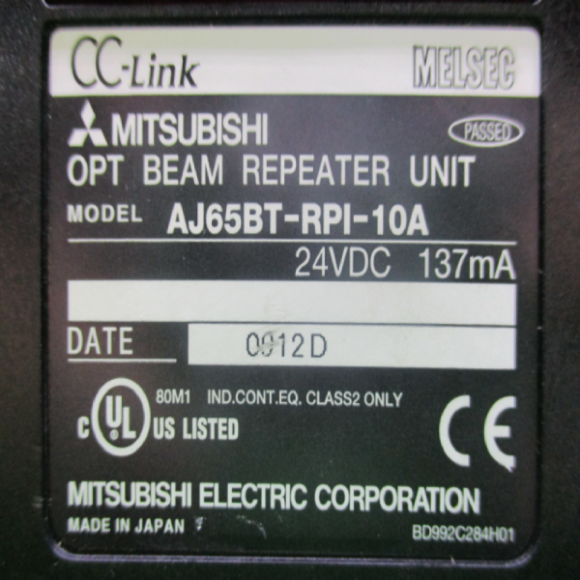 CC-Link MELSEC
MITSUBISHI PASSED
OPT BEAM REPEATER UNIT
MODEL AJ65BT-RPI-10A
24VDC 137mA
DATE 0012D
80M1 IND.CONT.EQ. CLASS2 ONLY
C UL US LISTED
CE
MITSUBISHI ELECTRIC CORPORATION
MADE IN JAPAN
BD992C284H01